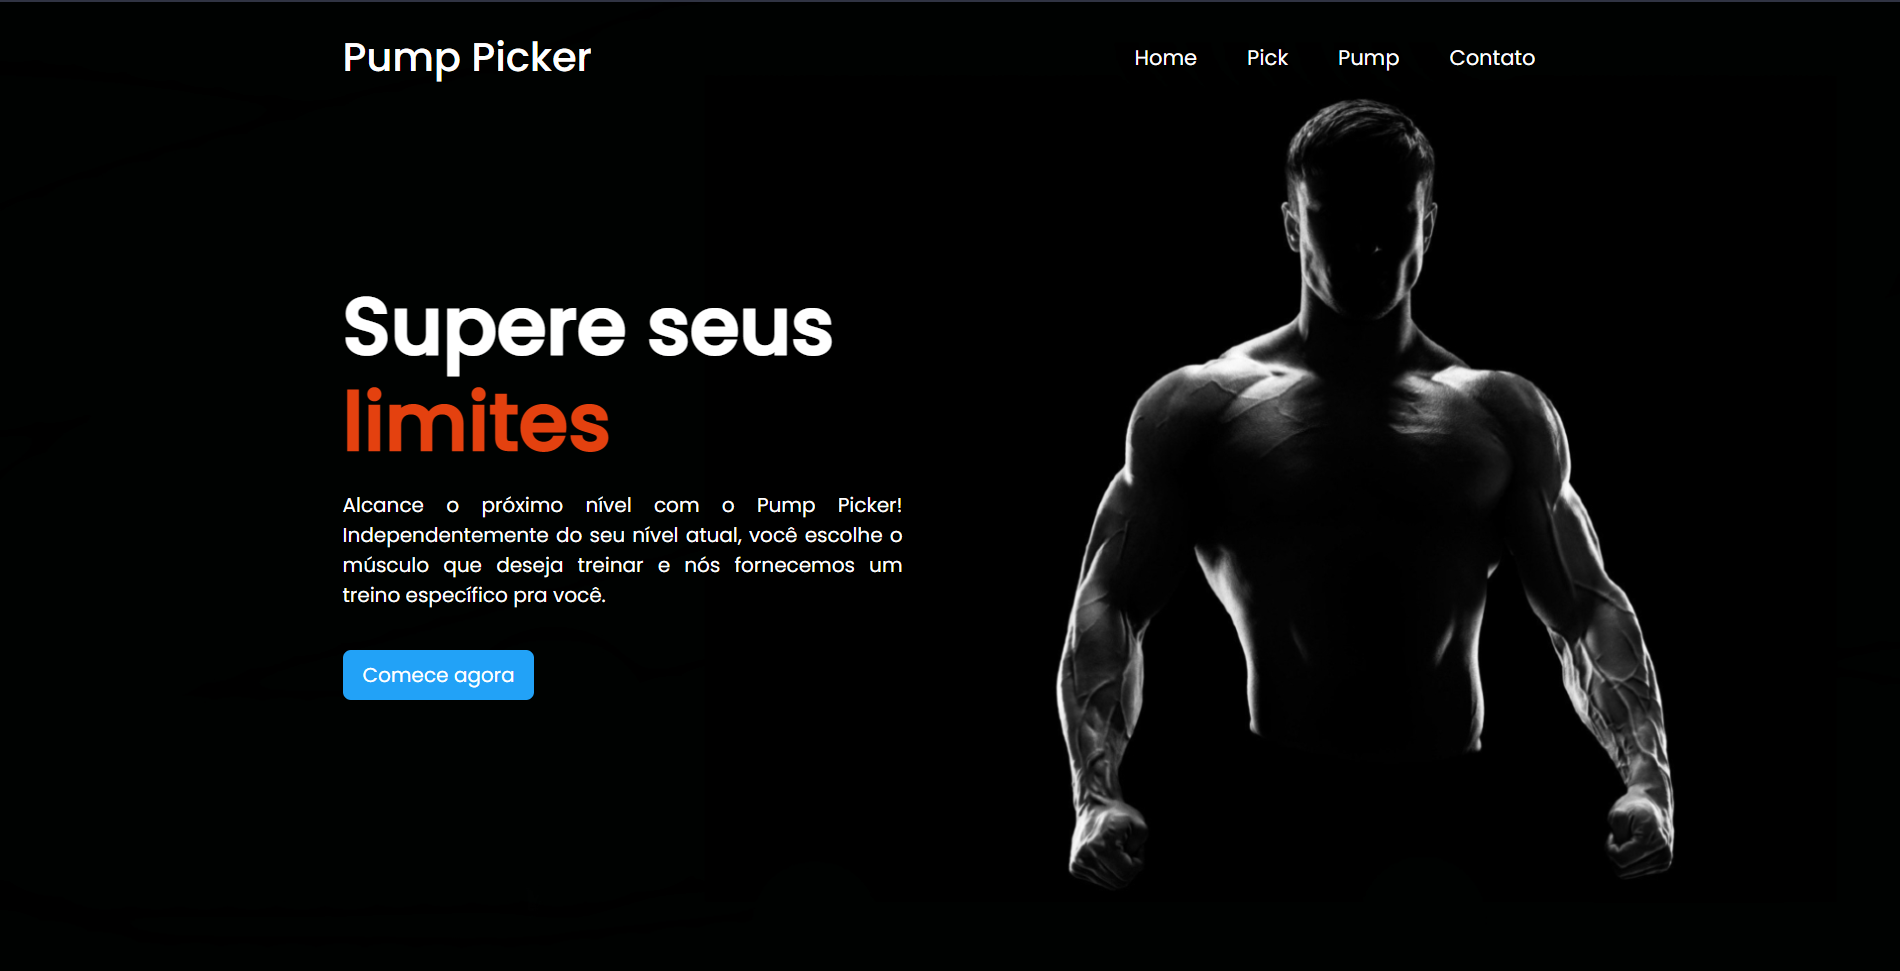 Pump Picker
Home Pick Pump Contato
Supere seus
limites
Alcance o próximo nível com o Pump Picker!
Independentemente do seu nível atual, você escolhe o
músculo que deseja treinar e nós fornecemos um
treino específico pra você.
Comece agora